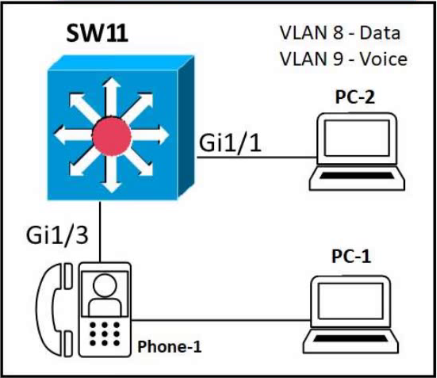 SW11
VLAN 8 - Data
VLAN 9 - Voice
PC-2
Gi1/1
Gi1/3
PC-1
Phone-1